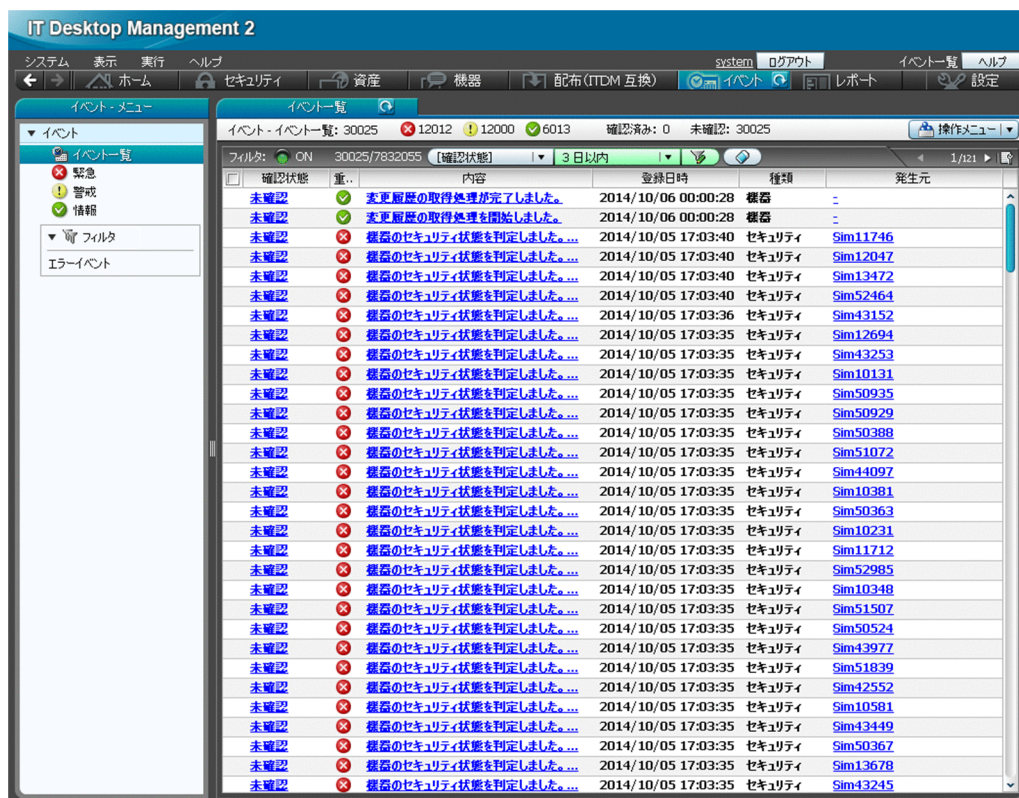 IT Desktop Management 2
システム 表示 実行 ヘルプ system ログアウト イベント一覧 ヘルプ
ホーム セキュリティ 資産 機器 配布(ITDM 互換) イベント レポート 設定
イベント - メニュー イベント一覧
イベント イベント - イベント一覧: 30025 12012 12000 6013 確認済み: 0 未確認: 30025 操作メニュー
イベント一覧 フィルタ: ON 30025/7832055 [確認状態] 3 日以内 1/121
緊急 確認状態 重.. 内容 登録日時 種類 発生元
警戒
情報
フィルタ
エラーイベント
未確認 変更履歴の取得処理が完了しました。 2014/10/06 00:00:28 機器 -
未確認 変更履歴の取得処理を開始しました。 2014/10/06 00:00:28 機器 -
未確認 機器のセキュリティ状態を判定しました。... 2014/10/05 17:03:40 セキュリティ Sim11746
未確認 機器のセキュリティ状態を判定しました。... 2014/10/05 17:03:40 セキュリティ Sim12047
未確認 機器のセキュリティ状態を判定しました。... 2014/10/05 17:03:40 セキュリティ Sim13472
未確認 機器のセキュリティ状態を判定しました。... 2014/10/05 17:03:40 セキュリティ Sim52464
未確認 機器のセキュリティ状態を判定しました。... 2014/10/05 17:03:36 セキュリティ Sim43152
未確認 機器のセキュリティ状態を判定しました。... 2014/10/05 17:03:35 セキュリティ Sim12694
未確認 機器のセキュリティ状態を判定しました。... 2014/10/05 17:03:35 セキュリティ Sim43253
未確認 機器のセキュリティ状態を判定しました。... 2014/10/05 17:03:35 セキュリティ Sim10131
未確認 機器のセキュリティ状態を判定しました。... 2014/10/05 17:03:35 セキュリティ Sim50935
未確認 機器のセキュリティ状態を判定しました。... 2014/10/05 17:03:35 セキュリティ Sim50929
未確認 機器のセキュリティ状態を判定しました。... 2014/10/05 17:03:35 セキュリティ Sim50388
未確認 機器のセキュリティ状態を判定しました。... 2014/10/05 17:03:35 セキュリティ Sim51072
未確認 機器のセキュリティ状態を判定しました。... 2014/10/05 17:03:35 セキュリティ Sim44097
未確認 機器のセキュリティ状態を判定しました。... 2014/10/05 17:03:35 セキュリティ Sim10381
未確認 機器のセキュリティ状態を判定しました。... 2014/10/05 17:03:35 セキュリティ Sim50363
未確認 機器のセキュリティ状態を判定しました。... 2014/10/05 17:03:35 セキュリティ Sim10231
未確認 機器のセキュリティ状態を判定しました。... 2014/10/05 17:03:35 セキュリティ Sim11712
未確認 機器のセキュリティ状態を判定しました。... 2014/10/05 17:03:35 セキュリティ Sim52985
未確認 機器のセキュリティ状態を判定しました。... 2014/10/05 17:03:35 セキュリティ Sim10348
未確認 機器のセキュリティ状態を判定しました。... 2014/10/05 17:03:35 セキュリティ Sim51507
未確認 機器のセキュリティ状態を判定しました。... 2014/10/05 17:03:35 セキュリティ Sim50524
未確認 機器のセキュリティ状態を判定しました。... 2014/10/05 17:03:35 セキュリティ Sim43977
未確認 機器のセキュリティ状態を判定しました。... 2014/10/05 17:03:35 セキュリティ Sim51839
未確認 機器のセキュリティ状態を判定しました。... 2014/10/05 17:03:35 セキュリティ Sim42552
未確認 機器のセキュリティ状態を判定しました。... 2014/10/05 17:03:35 セキュリティ Sim10581
未確認 機器のセキュリティ状態を判定しました。... 2014/10/05 17:03:35 セキュリティ Sim43449
未確認 機器のセキュリティ状態を判定しました。... 2014/10/05 17:03:35 セキュリティ Sim50367
未確認 機器のセキュリティ状態を判定しました。... 2014/10/05 17:03:35 セキュリティ Sim13678
未確認 機器のセキュリティ状態を判定しました。... 2014/10/05 17:03:35 セキュリティ Sim43245